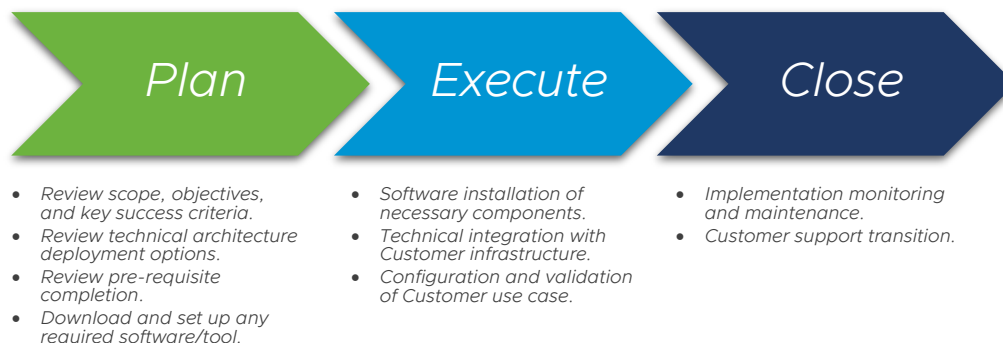 Plan
Execute
Close
• Review scope, objectives,
and key success criteria.
• Review technical architecture
deployment options.
• Review pre-requisite
completion.
• Download and set up any
required software/tool.
• Software installation of
necessary components.
• Technical integration with
Customer infrastructure.
• Configuration and validation
of Customer use case.
• Implementation monitoring
and maintenance.
• Customer support transition.